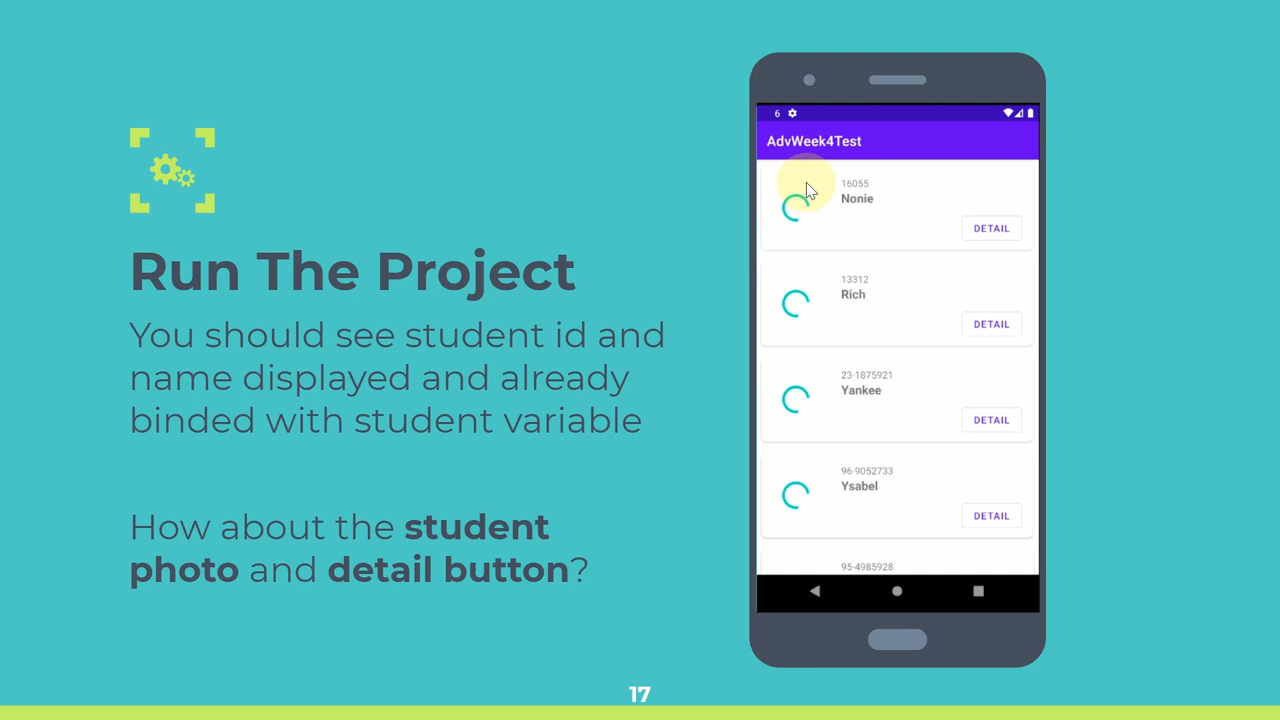 Run The Project
You should see student id and
name displayed and already
binded with student variable
How about the student
photo and detail button?
6
AdvWeek4Test
16055
Nonie
DETAIL
13312
Rich
DETAIL
23-1875921
Yankee
DETAIL
96-9052733
Ysabel
DETAIL
95-4985928
17